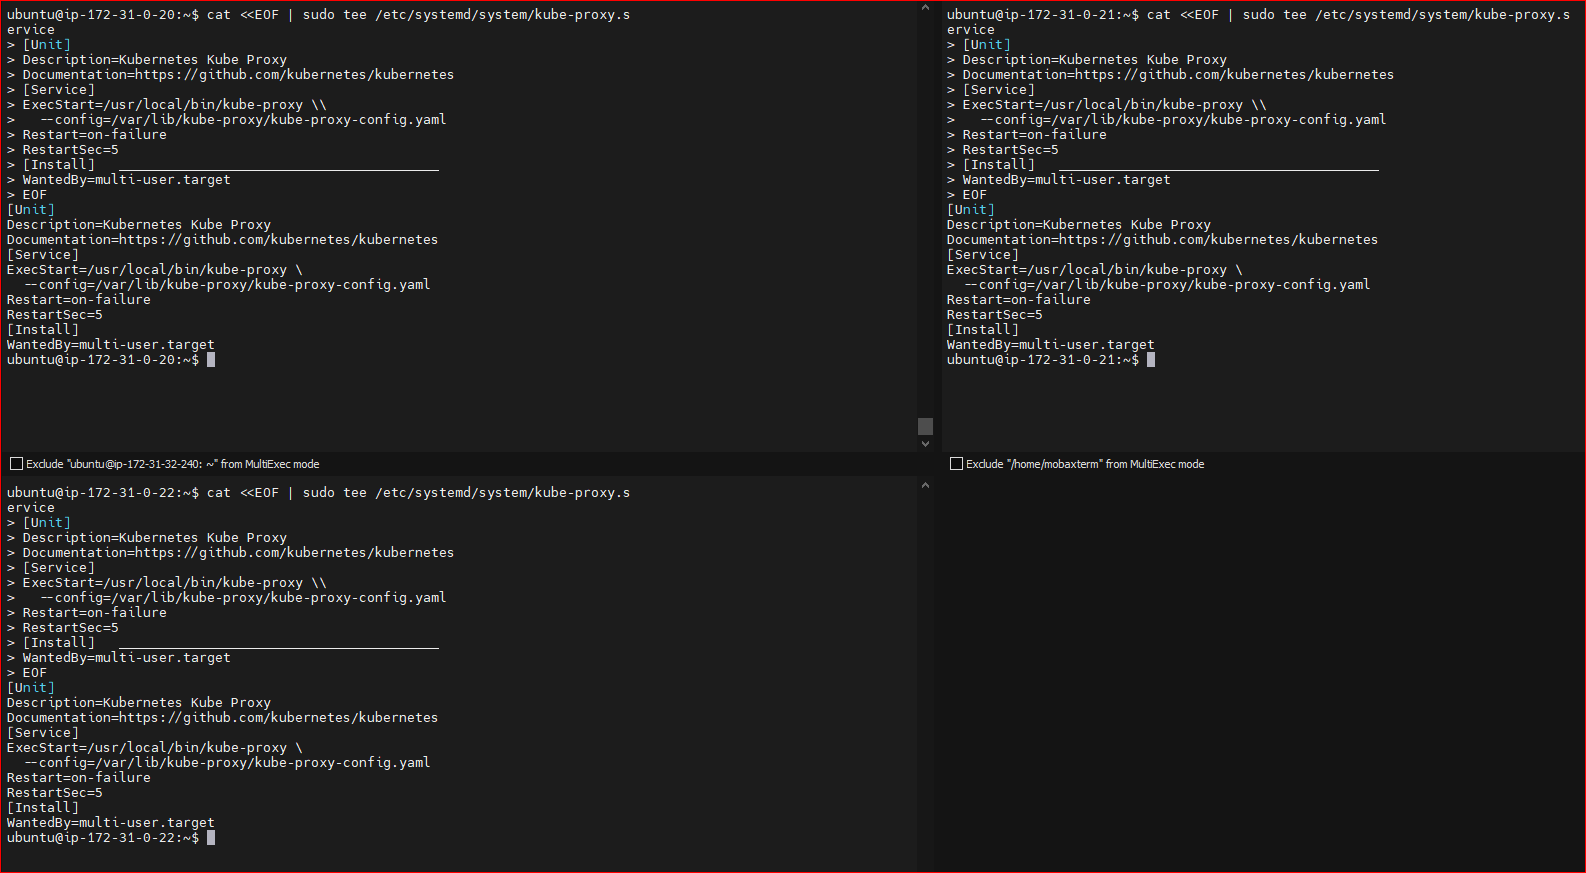 ubuntu@ip-172-31-0-20:~$ cat <<EOF | sudo tee /etc/systemd/system/kube-proxy.s
ervice
> [Unit]
> Description=Kubernetes Kube Proxy
> Documentation=https://github.com/kubernetes/kubernetes
> [Service]
> ExecStart=/usr/local/bin/kube-proxy \\
>   --config=/var/lib/kube-proxy/kube-proxy-config.yaml
> Restart=on-failure
> RestartSec=5
> [Install]
> WantedBy=multi-user.target
> EOF
[Unit]
Description=Kubernetes Kube Proxy
Documentation=https://github.com/kubernetes/kubernetes
[Service]
ExecStart=/usr/local/bin/kube-proxy \
  --config=/var/lib/kube-proxy/kube-proxy-config.yaml
Restart=on-failure
RestartSec=5
[Install]
WantedBy=multi-user.target
ubuntu@ip-172-31-0-20:~$
ubuntu@ip-172-31-0-21:~$ cat <<EOF | sudo tee /etc/systemd/system/kube-proxy.s
ervice
> [Unit]
> Description=Kubernetes Kube Proxy
> Documentation=https://github.com/kubernetes/kubernetes
> [Service]
> ExecStart=/usr/local/bin/kube-proxy \\
>   --config=/var/lib/kube-proxy/kube-proxy-config.yaml
> Restart=on-failure
> RestartSec=5
> [Install]
> WantedBy=multi-user.target
> EOF
[Unit]
Description=Kubernetes Kube Proxy
Documentation=https://github.com/kubernetes/kubernetes
[Service]
ExecStart=/usr/local/bin/kube-proxy \
  --config=/var/lib/kube-proxy/kube-proxy-config.yaml
Restart=on-failure
RestartSec=5
[Install]
WantedBy=multi-user.target
ubuntu@ip-172-31-0-21:~$
Exclude "ubuntu@ip-172-31-32-240: ~" from MultiExec mode
Exclude "/home/mobaxterm" from MultiExec mode
ubuntu@ip-172-31-0-22:~$ cat <<EOF | sudo tee /etc/systemd/system/kube-proxy.s
ervice
> [Unit]
> Description=Kubernetes Kube Proxy
> Documentation=https://github.com/kubernetes/kubernetes
> [Service]
> ExecStart=/usr/local/bin/kube-proxy \\
>   --config=/var/lib/kube-proxy/kube-proxy-config.yaml
> Restart=on-failure
> RestartSec=5
> [Install]
> WantedBy=multi-user.target
> EOF
[Unit]
Description=Kubernetes Kube Proxy
Documentation=https://github.com/kubernetes/kubernetes
[Service]
ExecStart=/usr/local/bin/kube-proxy \
  --config=/var/lib/kube-proxy/kube-proxy-config.yaml
Restart=on-failure
RestartSec=5
[Install]
WantedBy=multi-user.target
ubuntu@ip-172-31-0-22:~$